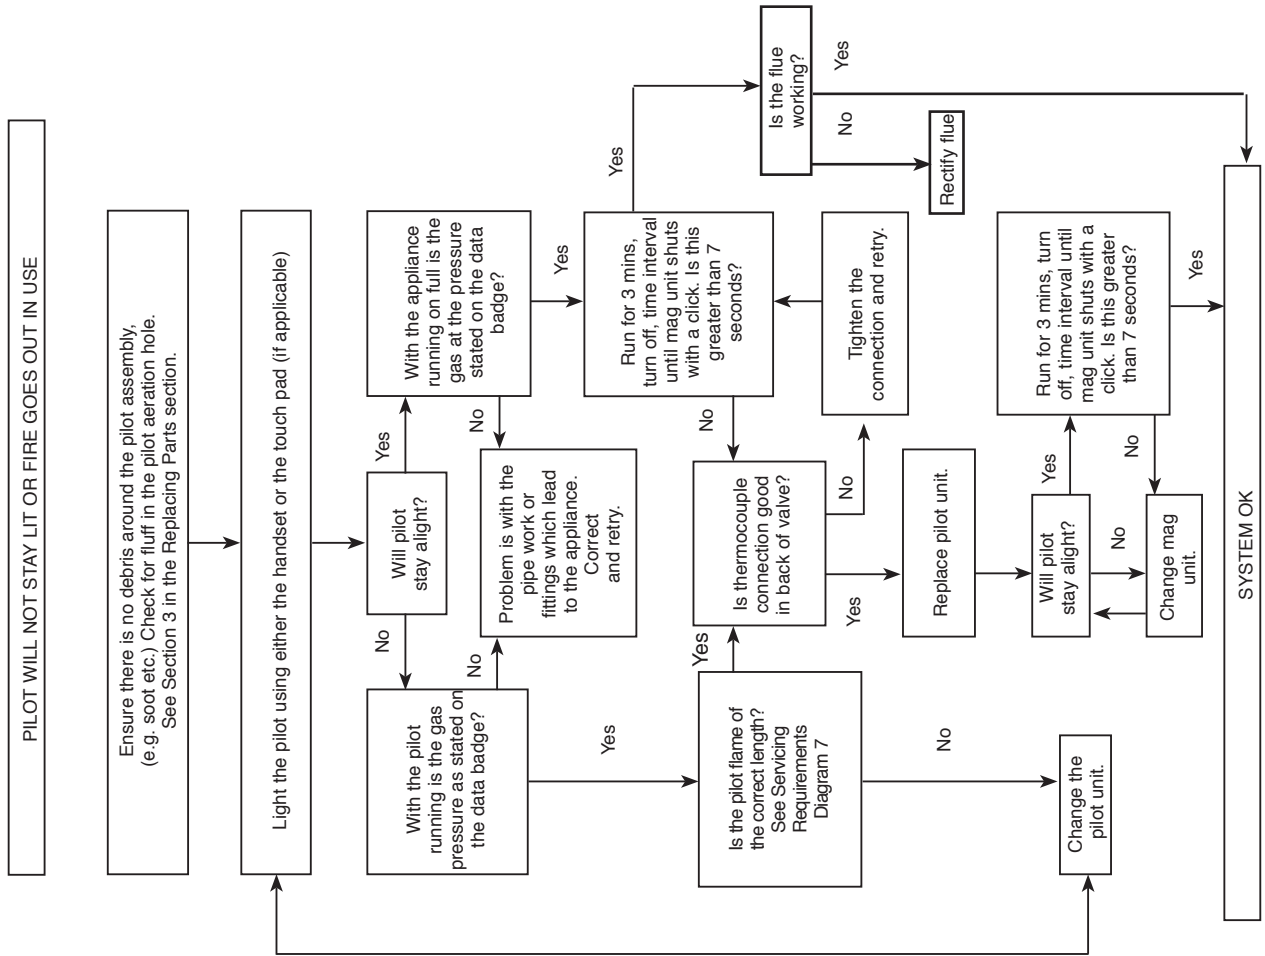 PILOT WILL NOT STAY LIT OR FIRE GOES OUT IN USE
Ensure there is no debris around the pilot assembly,
(e.g. soot etc.) Check for fluff in the pilot aeration hole.
See Section 3 in the Replacing Parts section.
Light the pilot using either the handset or the touch pad (if applicable)
Will pilot
stay alight?
No
Yes
With the pilot
running is the gas
pressure as stated on
the data badge?
No
Yes
Problem is with the
pipe work or
fittings which lead
to the appliance.
Correct
and retry.
With the appliance
running on full is the
gas at the pressure
stated on the data
badge?
No
Yes
Is the pilot flame of
the correct length?
See Servicing
Requirements
Diagram 7
Yes
No
Is thermocouple
connection good
in back of valve?
Yes
No
Run for 3 mins,
turn off, time interval
until mag unit shuts
with a click. Is this
greater than 7
seconds?
No
Yes
Tighten the
connection and retry.
Is the flue
working?
No
Yes
Rectify flue
Replace pilot unit.
Will pilot
stay alight?
Yes
No
Change mag
unit.
Run for 3 mins, turn
off, time interval until
mag unit shuts with a
click. Is this greater
than 7 seconds?
No
Yes
Change the
pilot unit.
SYSTEM OK